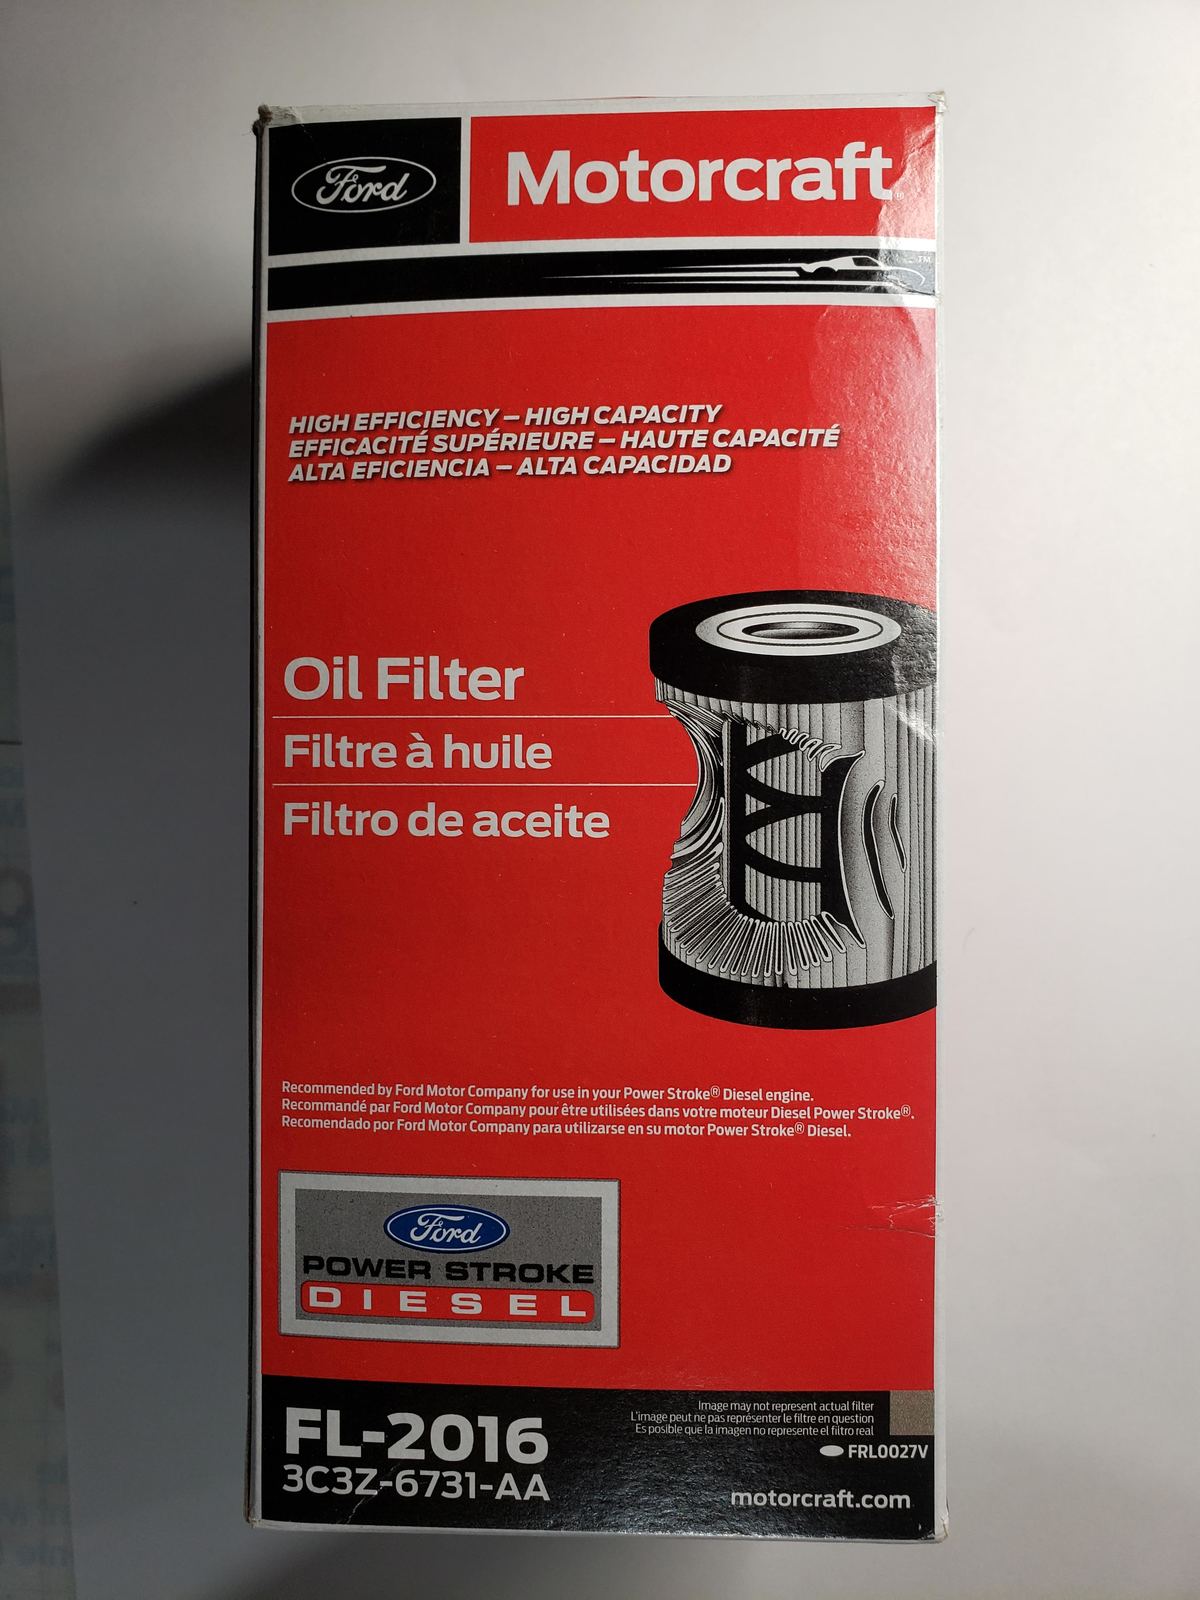 Ford
Motorcraft®
™
HIGH EFFICIENCY – HIGH CAPACITY
EFFICACITÉ SUPÉRIEURE – HAUTE CAPACITÉ
ALTA EFICIENCIA – ALTA CAPACIDAD
Oil Filter
Filtre à huile
Filtro de aceite
Recommended by Ford Motor Company for use in your Power Stroke® Diesel engine.
Recommandé par Ford Motor Company pour être utilisées dans votre moteur Diesel Power Stroke®.
Recomendado por Ford Motor Company para utilizarse en su motor Power Stroke® Diesel.
Ford
POWER STROKE
DIESEL
FL-2016
3C3Z-6731-AA
Image may not represent actual filter
L'image peut ne pas représenter le filtre en question
Es posible que la imagen no represente el filtro real
FRL0027V
motorcraft.com